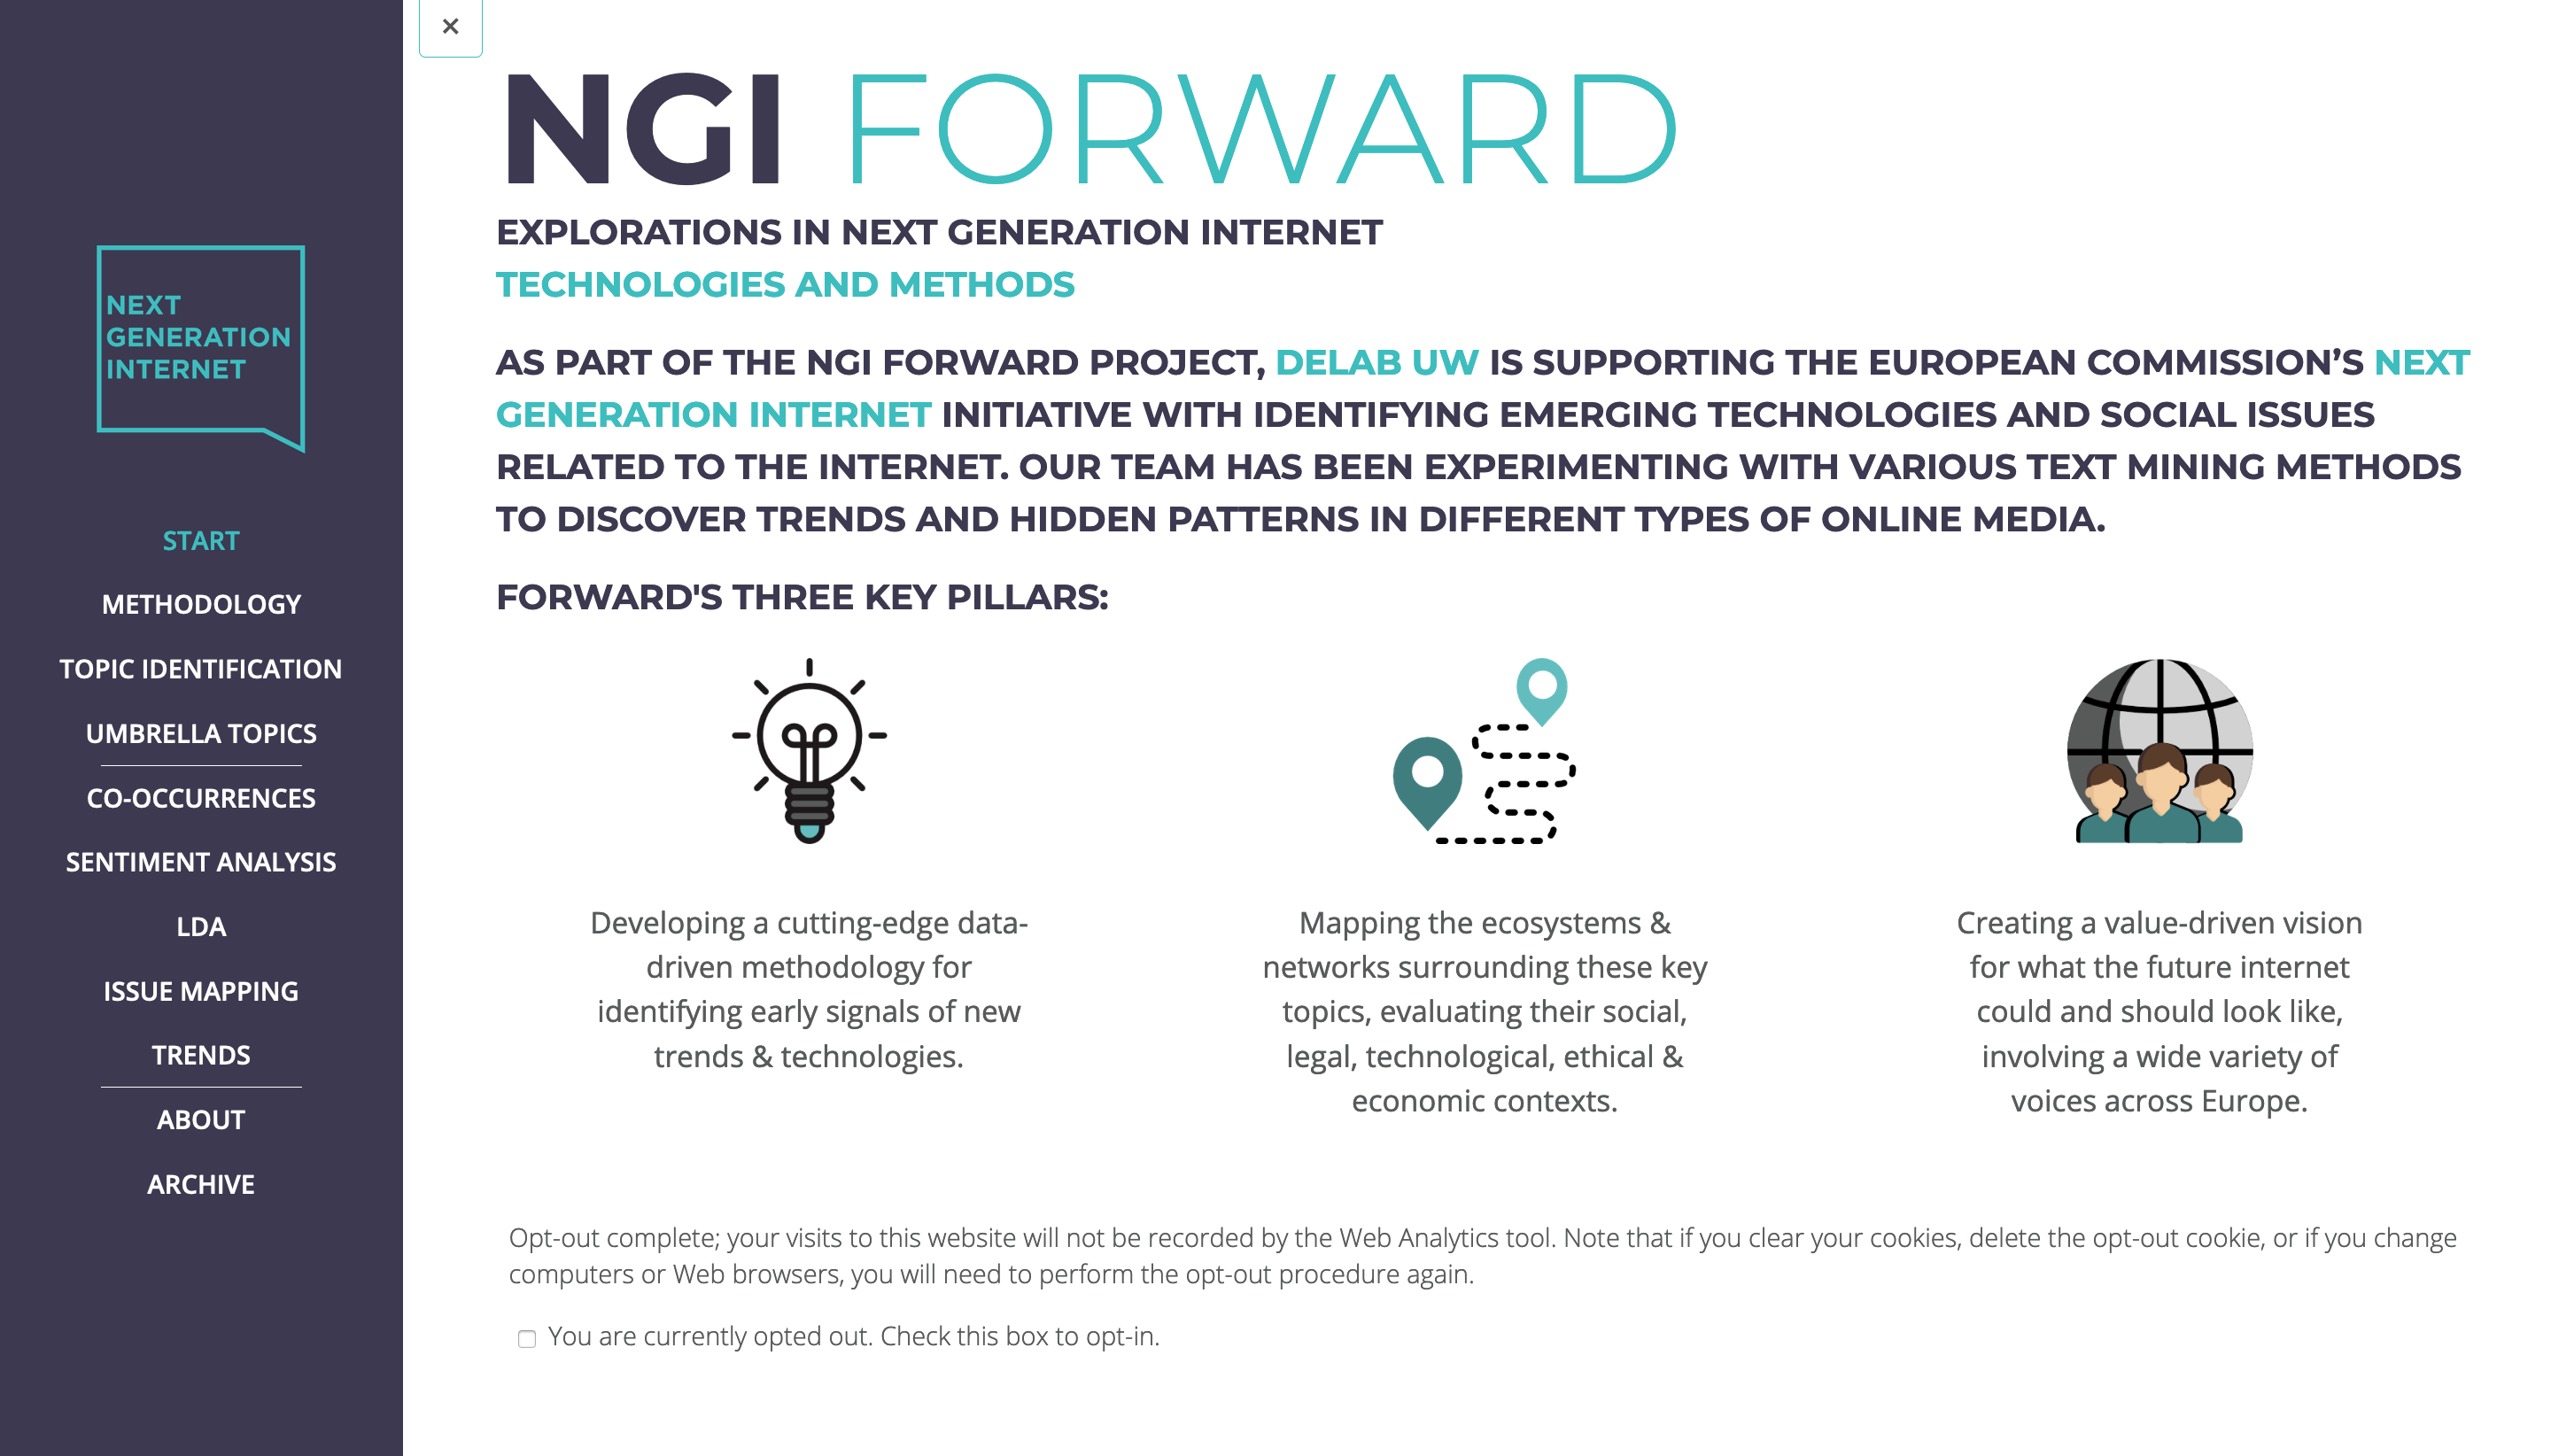 ×
NGI FORWARD
EXPLORATIONS IN NEXT GENERATION INTERNET
TECHNOLOGIES AND METHODS
AS PART OF THE NGI FORWARD PROJECT, DELAB UW IS SUPPORTING THE EUROPEAN COMMISSION’S NEXT
GENERATION INTERNET INITIATIVE WITH IDENTIFYING EMERGING TECHNOLOGIES AND SOCIAL ISSUES
RELATED TO THE INTERNET. OUR TEAM HAS BEEN EXPERIMENTING WITH VARIOUS TEXT MINING METHODS
TO DISCOVER TRENDS AND HIDDEN PATTERNS IN DIFFERENT TYPES OF ONLINE MEDIA.
FORWARD'S THREE KEY PILLARS:
NEXT
GENERATION
INTERNET
START
METHODOLOGY
TOPIC IDENTIFICATION
UMBRELLA TOPICS
CO-OCCURRENCES
SENTIMENT ANALYSIS
LDA
ISSUE MAPPING
TRENDS
ABOUT
ARCHIVE
Developing a cutting-edge data-
driven methodology for
identifying early signals of new
trends & technologies.
Mapping the ecosystems &
networks surrounding these key
topics, evaluating their social,
legal, technological, ethical &
economic contexts.
Creating a value-driven vision
for what the future internet
could and should look like,
involving a wide variety of
voices across Europe.
Opt-out complete; your visits to this website will not be recorded by the Web Analytics tool. Note that if you clear your cookies, delete the opt-out cookie, or if you change
computers or Web browsers, you will need to perform the opt-out procedure again.
You are currently opted out. Check this box to opt-in.